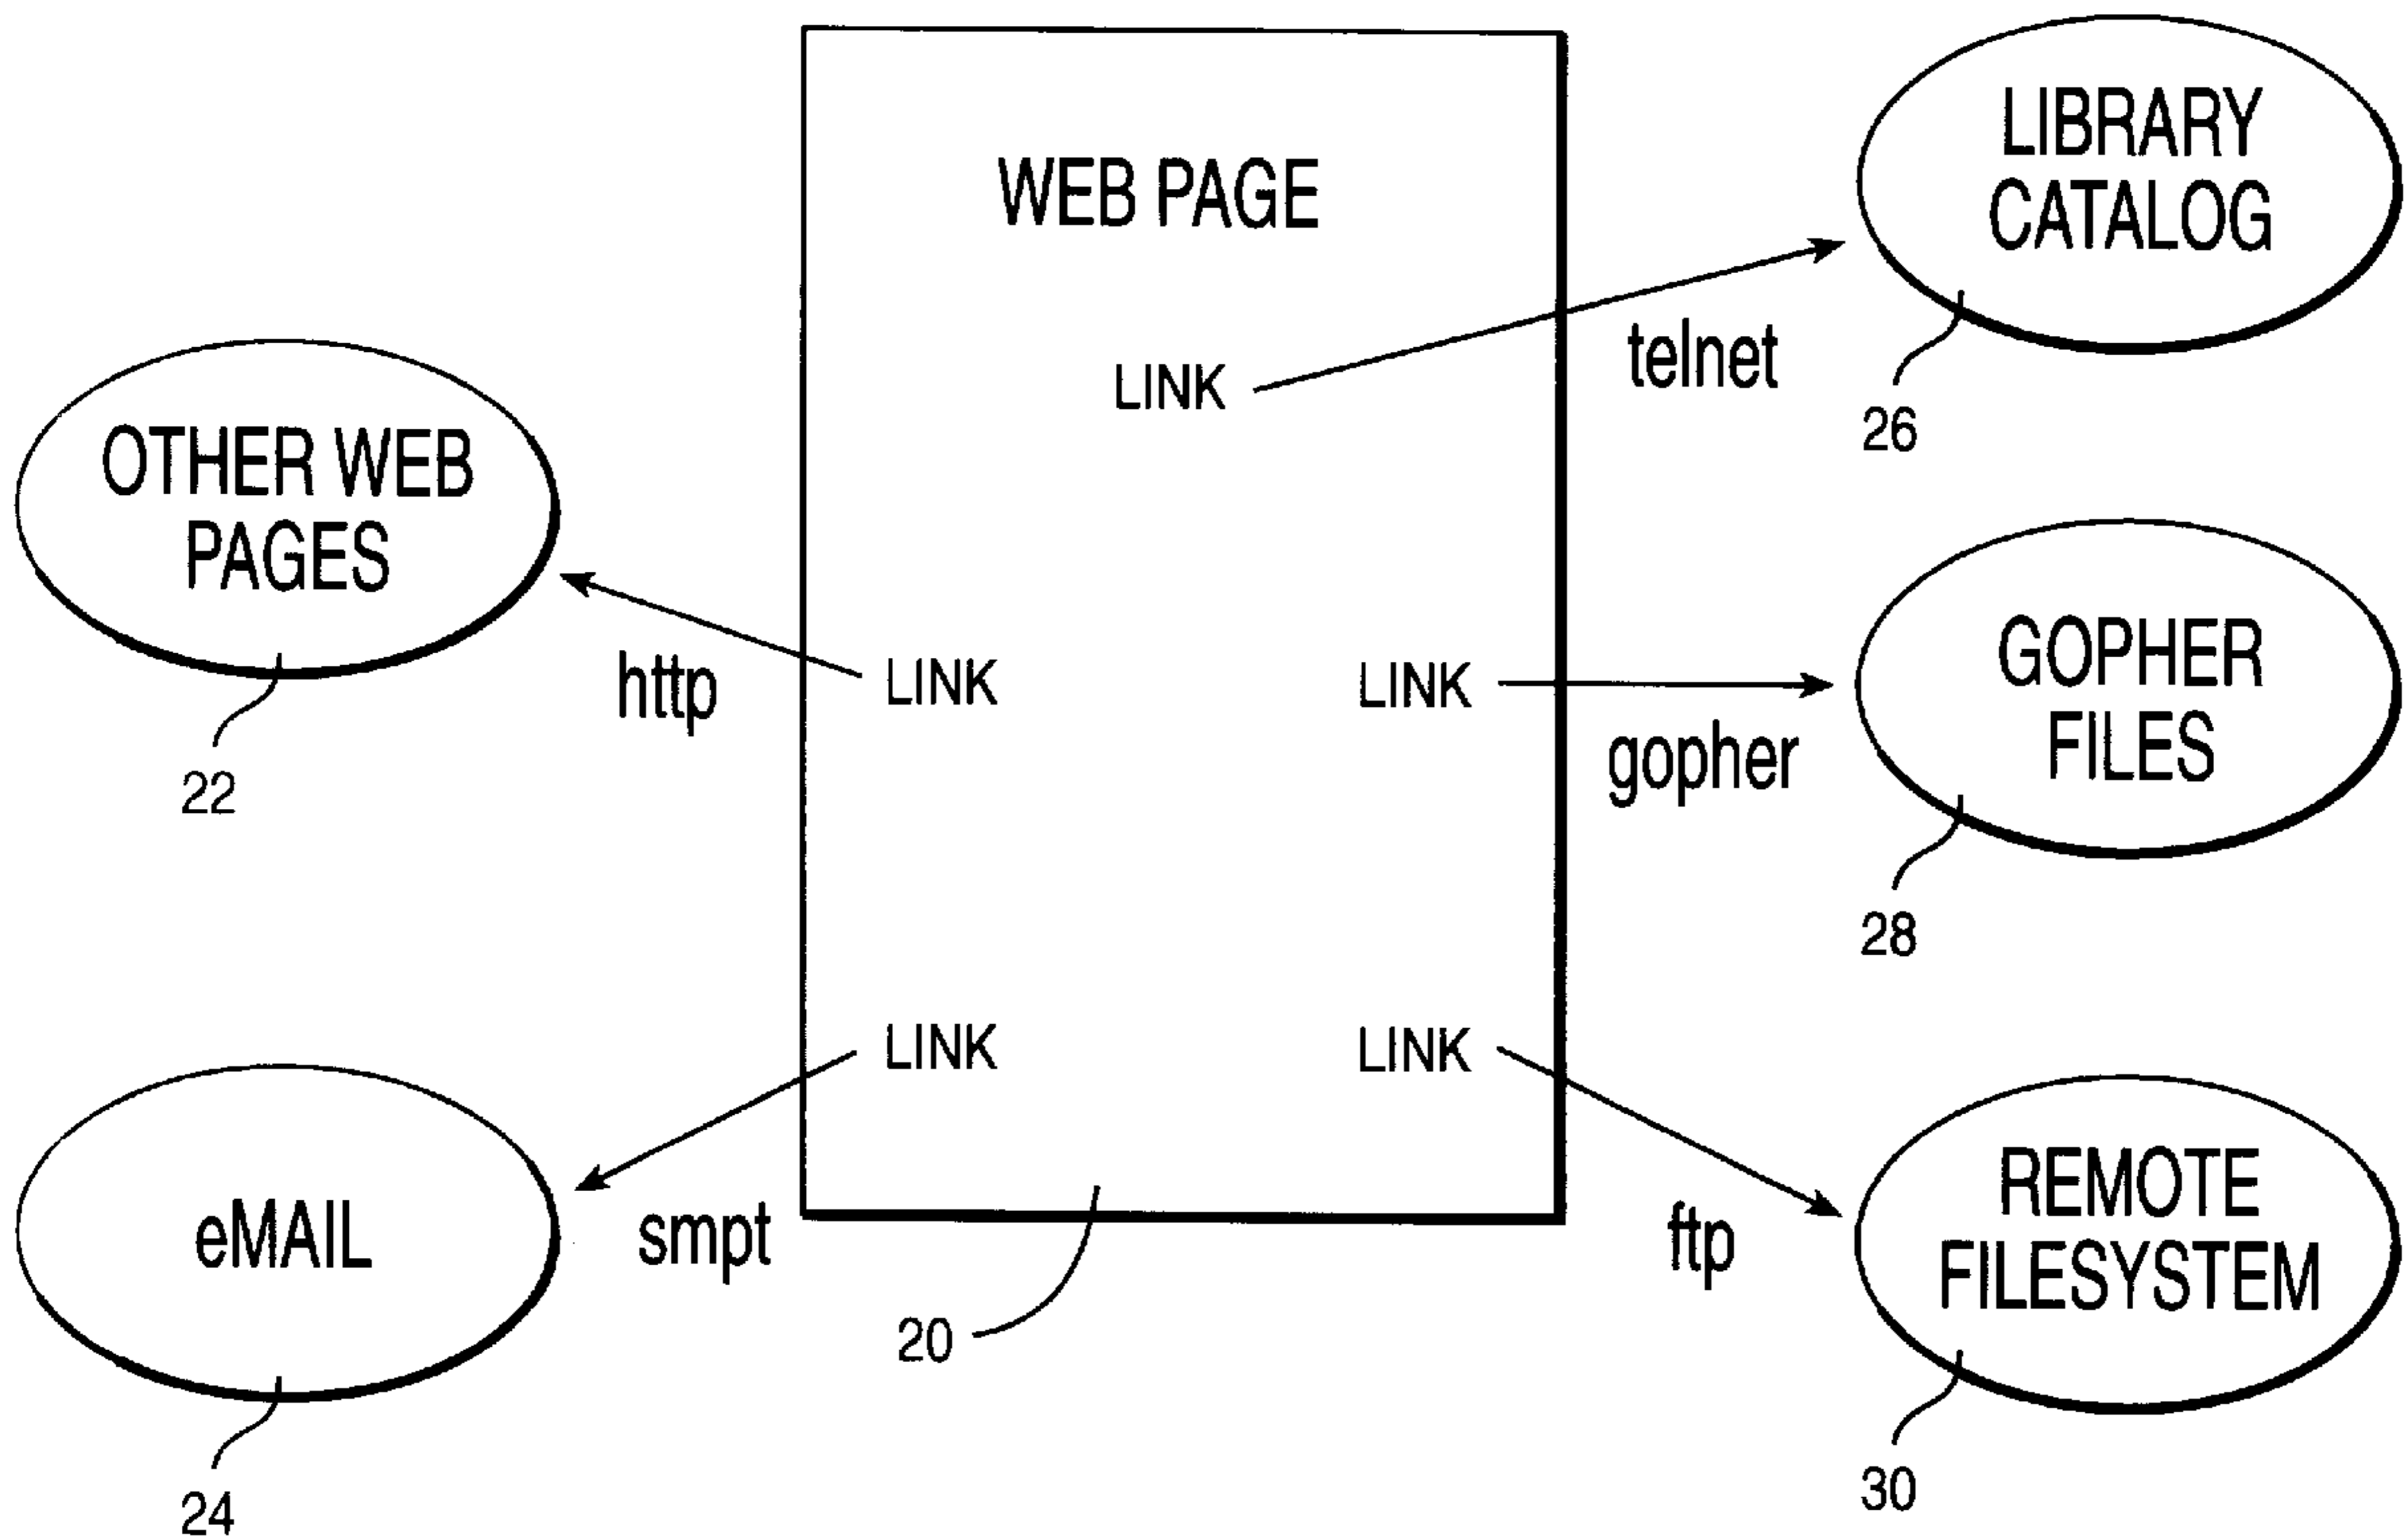 WEB PAGE
LINK
telnet
LIBRARY
CATALOG
26
OTHER WEB
PAGES
22
http
LINK
LINK
gopher
GOPHER
FILES
28
LINK
smpt
eMAIL
24
LINK
ftp
REMOTE
FILESYSTEM
30
20